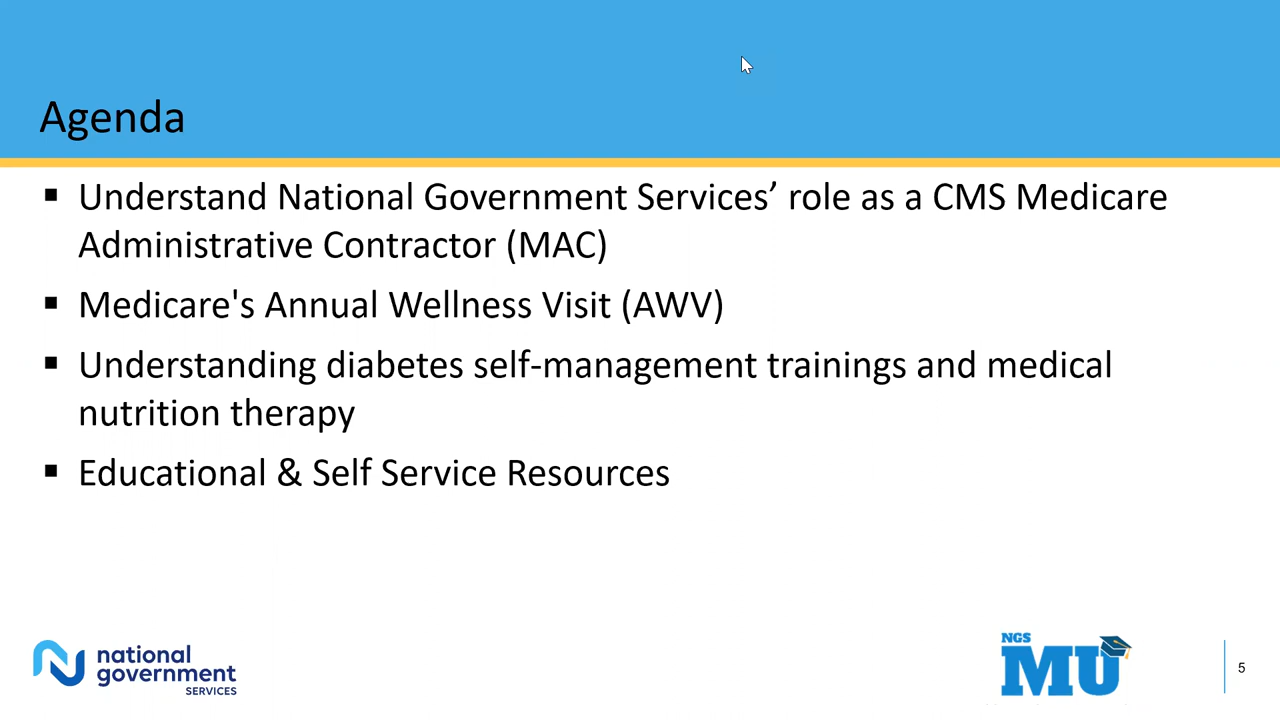 Agenda
▪ Understand National Government Services’ role as a CMS Medicare
Administrative Contractor (MAC)
▪ Medicare's Annual Wellness Visit (AWV)
▪ Understanding diabetes self-management trainings and medical
nutrition therapy
▪ Educational & Self Service Resources
national
government
SERVICES
NGS
MU
5